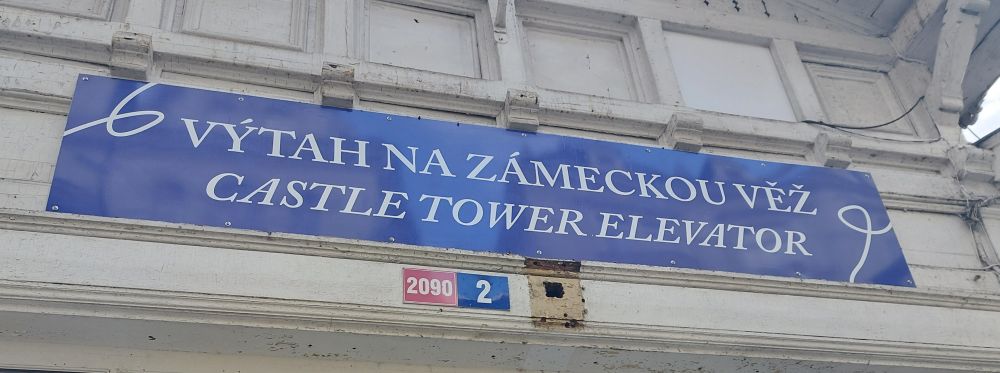 VÝTAH NA ZÁMECKOU VĚŽ
CASTLE TOWER ELEVATOR
2090 2